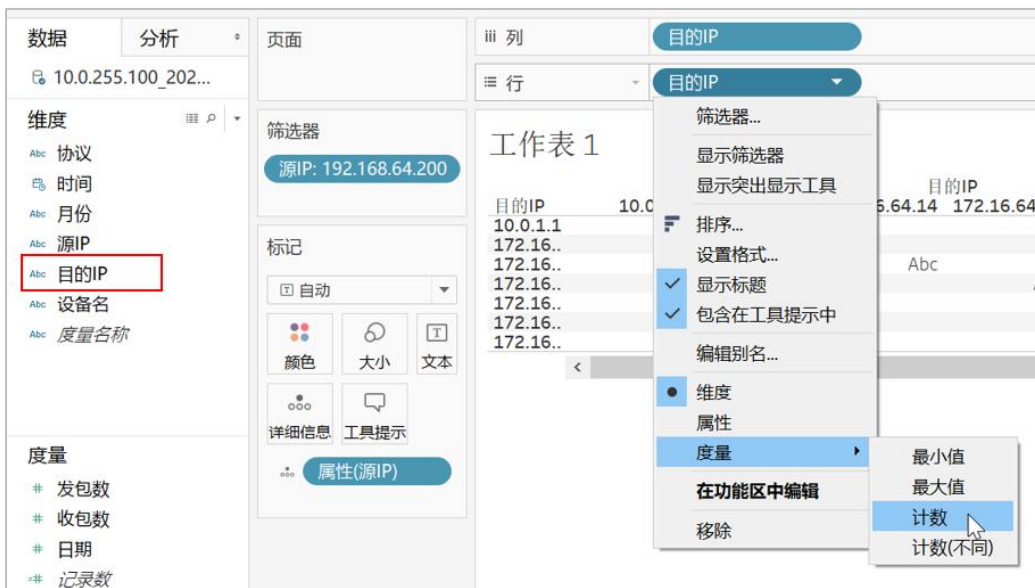 数据 分析
10.0.255.100_202...
维度
Abc 协议
时间
Abc 月份
Abc 源IP
Abc 目的IP
Abc 设备名
Abc 度量名称
度量
# 发包数
# 收包数
# 日期
=# 记录数
页面
筛选器
源IP: 192.168.64.200
标记
自动
颜色 大小 文本
详细信息 工具提示
属性(源IP)
iii 列 目的IP
行 目的IP
工作表 1
目的IP
目的IP 10.0 6.64.14 172.16.64
10.0.1.1
172.16..
172.16.. Abc
172.16..
172.16..
172.16..
172.16..
筛选器...
显示筛选器
显示突出显示工具
排序...
设置格式...
显示标题
包含在工具提示中
编辑别名...
维度
属性
度量
在功能区中编辑
移除
最小值
最大值
计数
计数(不同)